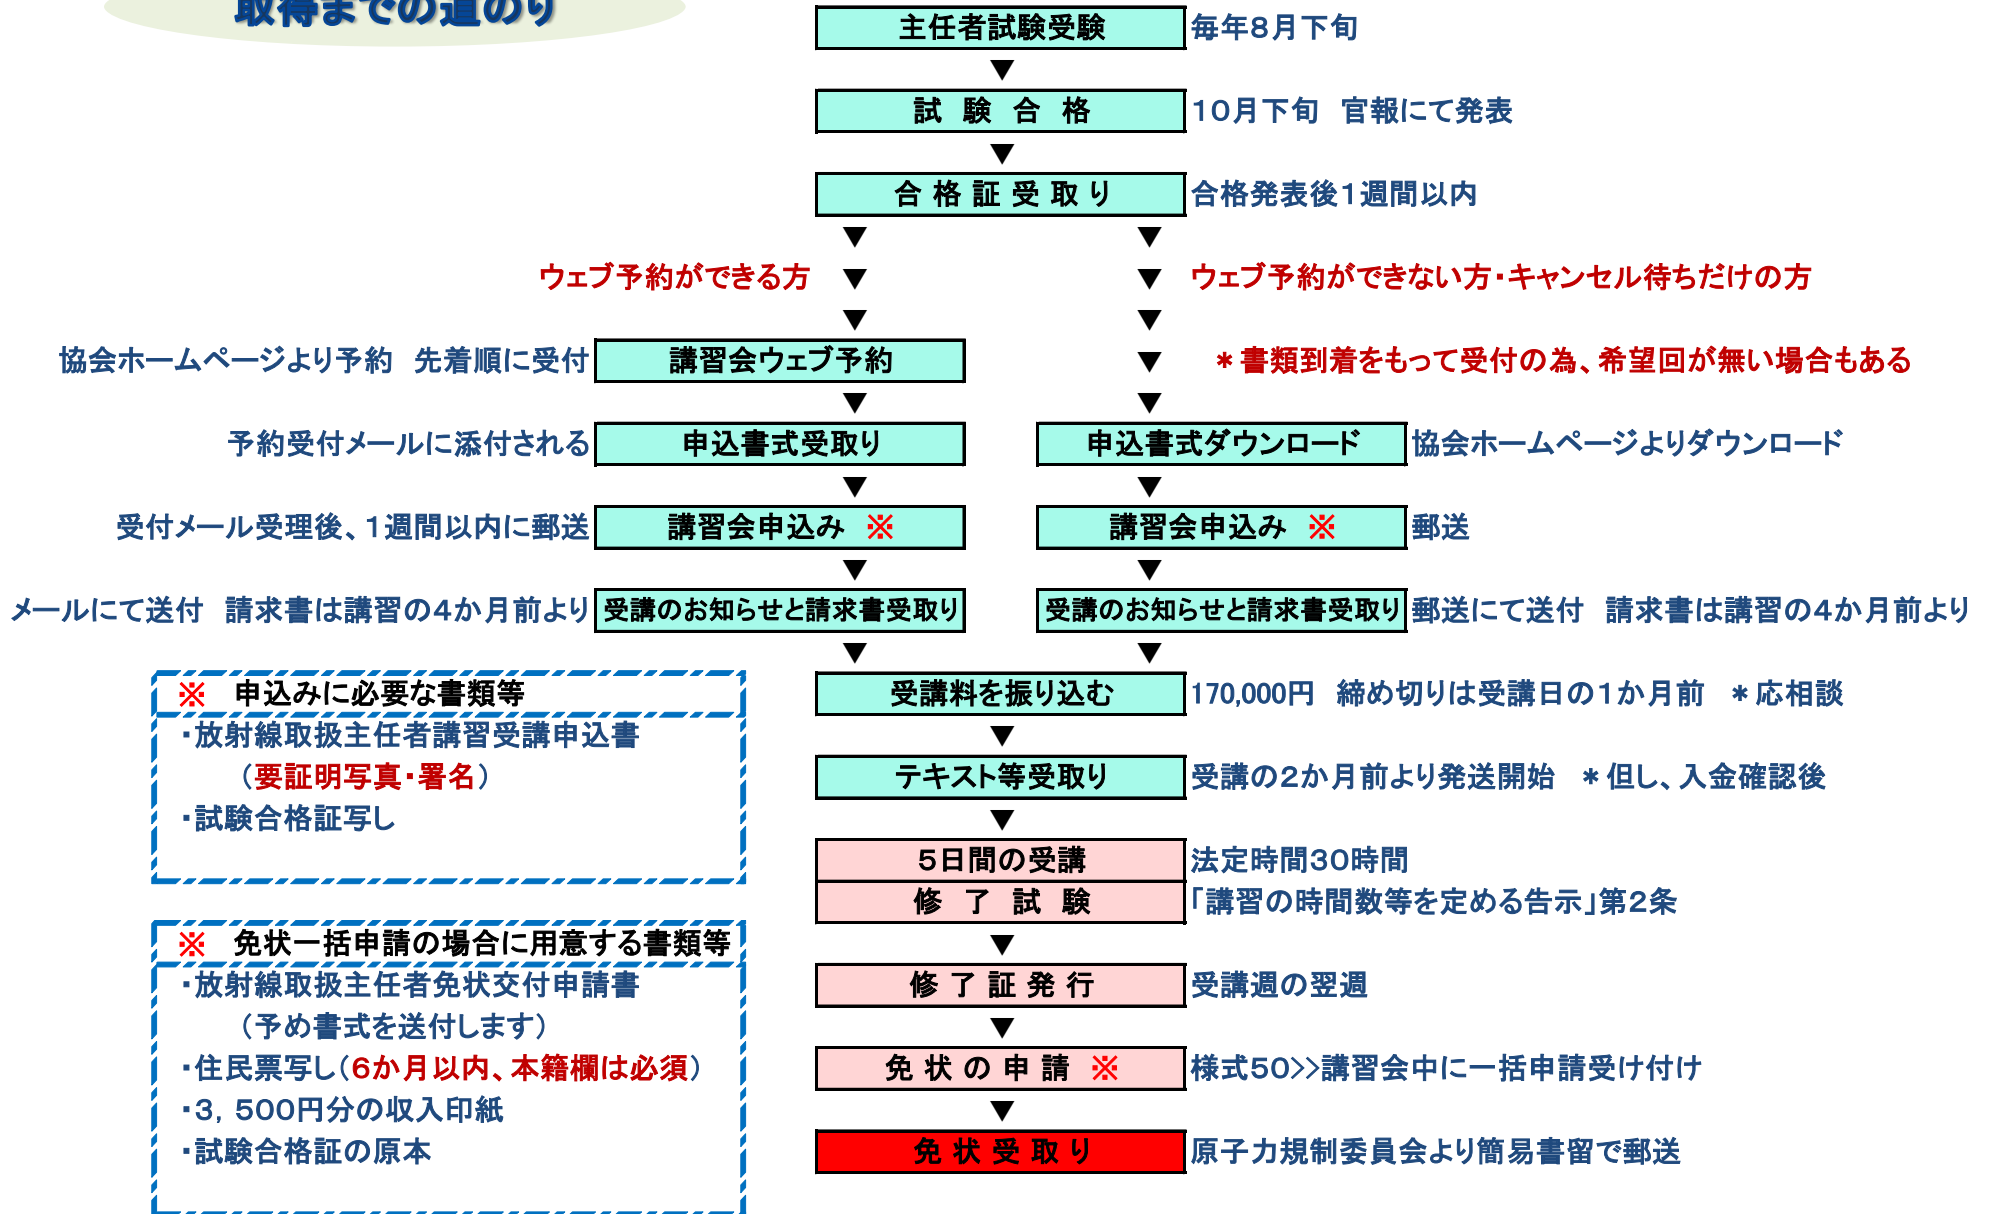 取得までの道のり
主任者試験受験 毎年8月下旬
▼
試験合格 10月下旬 官報にて発表
▼
合格証受取り 合格発表後1週間以内
▼ ▼
ウェブ予約ができる方 ▼ ▼ ウェブ予約ができない方・キャンセル待ちだけの方
▼ ▼
協会ホームページより予約 先着順に受付 講習会ウェブ予約 ▼ *書類到着をもって受付の為、希望回が無い場合もある
▼ ▼
予約受付メールに添付される 申込書式受取り 申込書式ダウンロード 協会ホームページよりダウンロード
▼ ▼
受付メール受理後、1週間以内に郵送 講習会申込み ※ 講習会申込み ※ 郵送
▼ ▼
メールにて送付 請求書は講習の4か月前より 受講のお知らせと請求書受取り 受講のお知らせと請求書受取り 郵送にて送付 請求書は講習の4か月前より
▼ ▼
受講料を振り込む 170,000円 締め切りは受講日の1か月前 *応相談
▼
テキスト等受取り 受講の2か月前より発送開始 *但し、入金確認後
▼
5日間の受講 法定時間30時間
修了試験 「講習の時間数等を定める告示」第2条
▼
修了証発行 受講週の翌週
▼
免状の申請 ※ 様式50>>講習会中に一括申請受け付け
▼
免状受取り 原子力規制委員会より簡易書留で郵送
※ 申込みに必要な書類等
・放射線取扱主任者講習受講申込書
(要証明写真・署名)
・試験合格証写し
※ 免状一括申請の場合に用意する書類等
・放射線取扱主任者免状交付申請書
(予め書式を送付します)
・住民票写し(6か月以内、本籍欄は必須)
・3,500円分の収入印紙
・試験合格証の原本